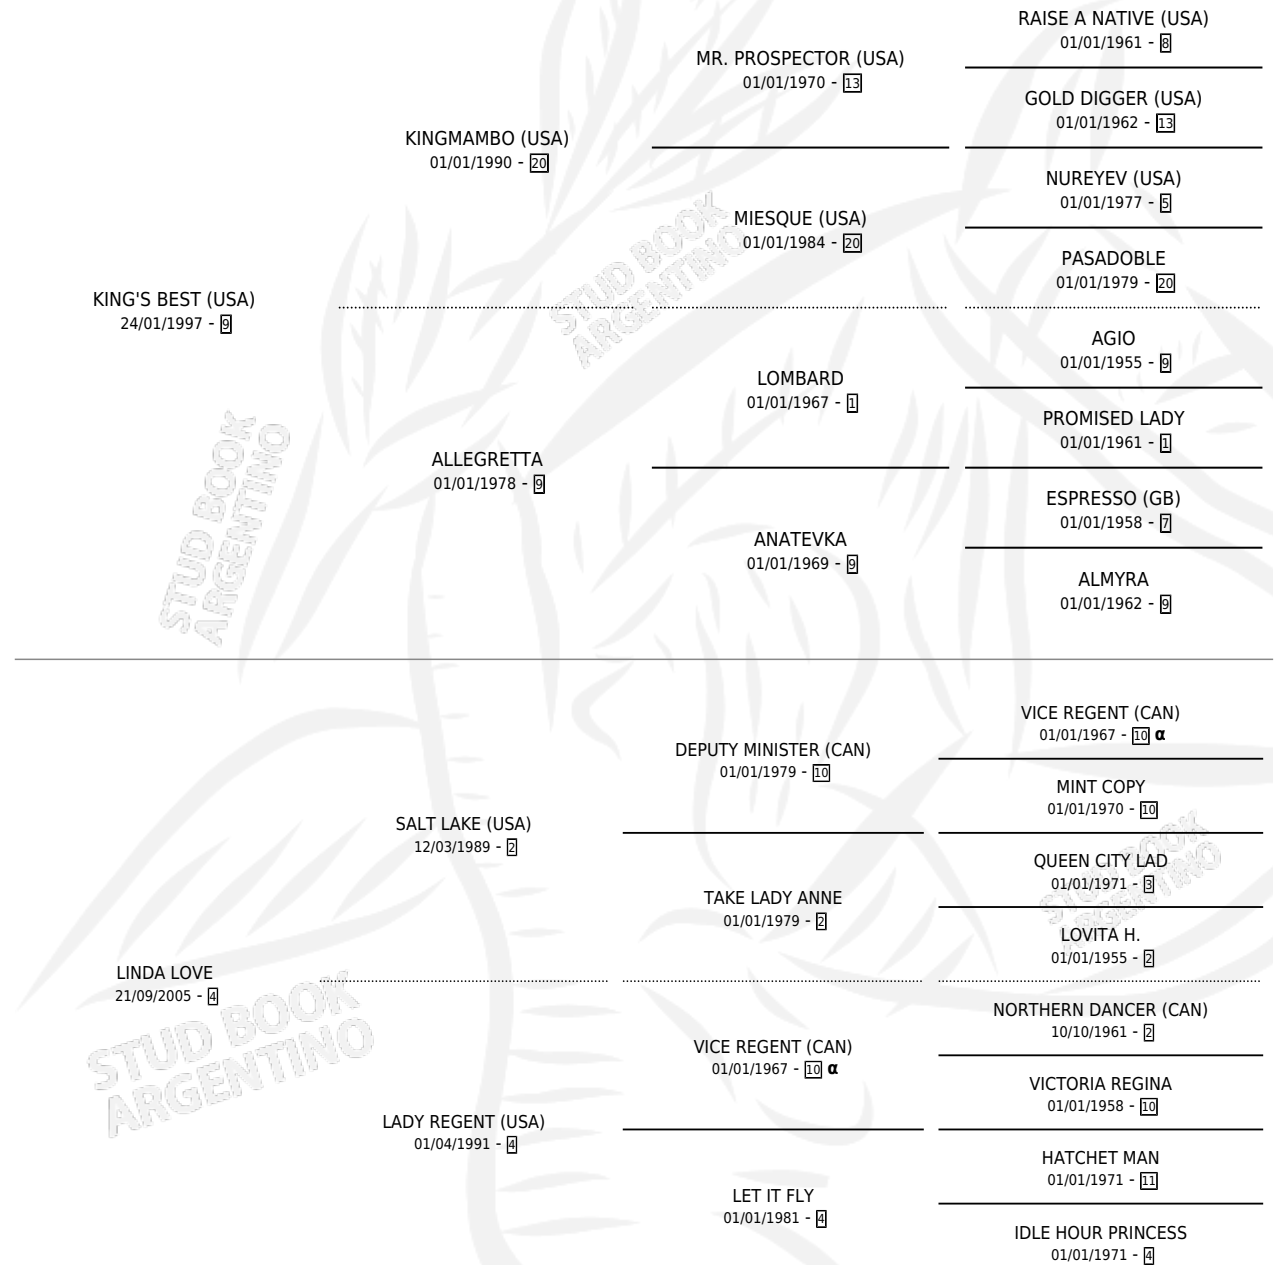 RAISE A NATIVE (USA)
01/01/1961 - 8
MR. PROSPECTOR (USA)
01/01/1970 - 13
GOLD DIGGER (USA)
01/01/1962 - 13
KINGMAMBO (USA)
01/01/1990 - 20
NUREYEV (USA)
01/01/1977 - 5
MIESQUE (USA)
01/01/1984 - 20
PASADOBLE
01/01/1979 - 20
KING'S BEST (USA)
24/01/1997 - 9
AGIO
01/01/1955 - 9
LOMBARD
01/01/1967 - 1
PROMISED LADY
01/01/1961 - 1
ALLEGRETTA
01/01/1978 - 9
ESPRESSO (GB)
01/01/1958 - 7
ANATEVKA
01/01/1969 - 9
ALMYRA
01/01/1962 - 9
VICE REGENT (CAN)
01/01/1967 - 10 α
DEPUTY MINISTER (CAN)
01/01/1979 - 10
MINT COPY
01/01/1970 - 10
SALT LAKE (USA)
12/03/1989 - 2
QUEEN CITY LAD
01/01/1971 - 3
TAKE LADY ANNE
01/01/1979 - 2
LOVITA H.
01/01/1955 - 2
LINDA LOVE
21/09/2005 - 4
NORTHERN DANCER (CAN)
10/10/1961 - 2
VICE REGENT (CAN)
01/01/1967 - 10 α
VICTORIA REGINA
01/01/1958 - 10
LADY REGENT (USA)
01/04/1991 - 4
HATCHET MAN
01/01/1971 - 11
LET IT FLY
01/01/1981 - 4
IDLE HOUR PRINCESS
01/01/1971 - 4
STUD BOOK
ARGENTINO
STUD BOOK
ARGENTINO
STUD BOOK
ARGENTINO
STUD BOOK
ARGENTINO